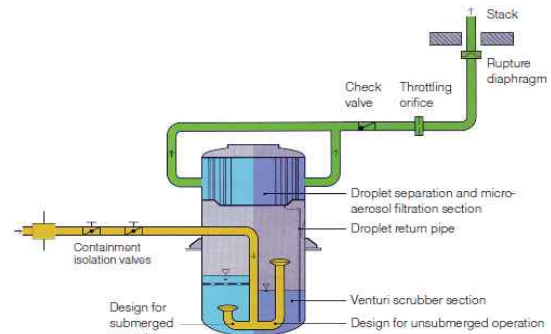 Stack
Rupture
diaphragm
Check
valve
Throttling
orifice
Droplet separation and micro-
aerosol filtration section
Droplet return pipe
Containment
isolation valves
Venturi scrubber section
Design for
submerged
Design for unsubmerged operation